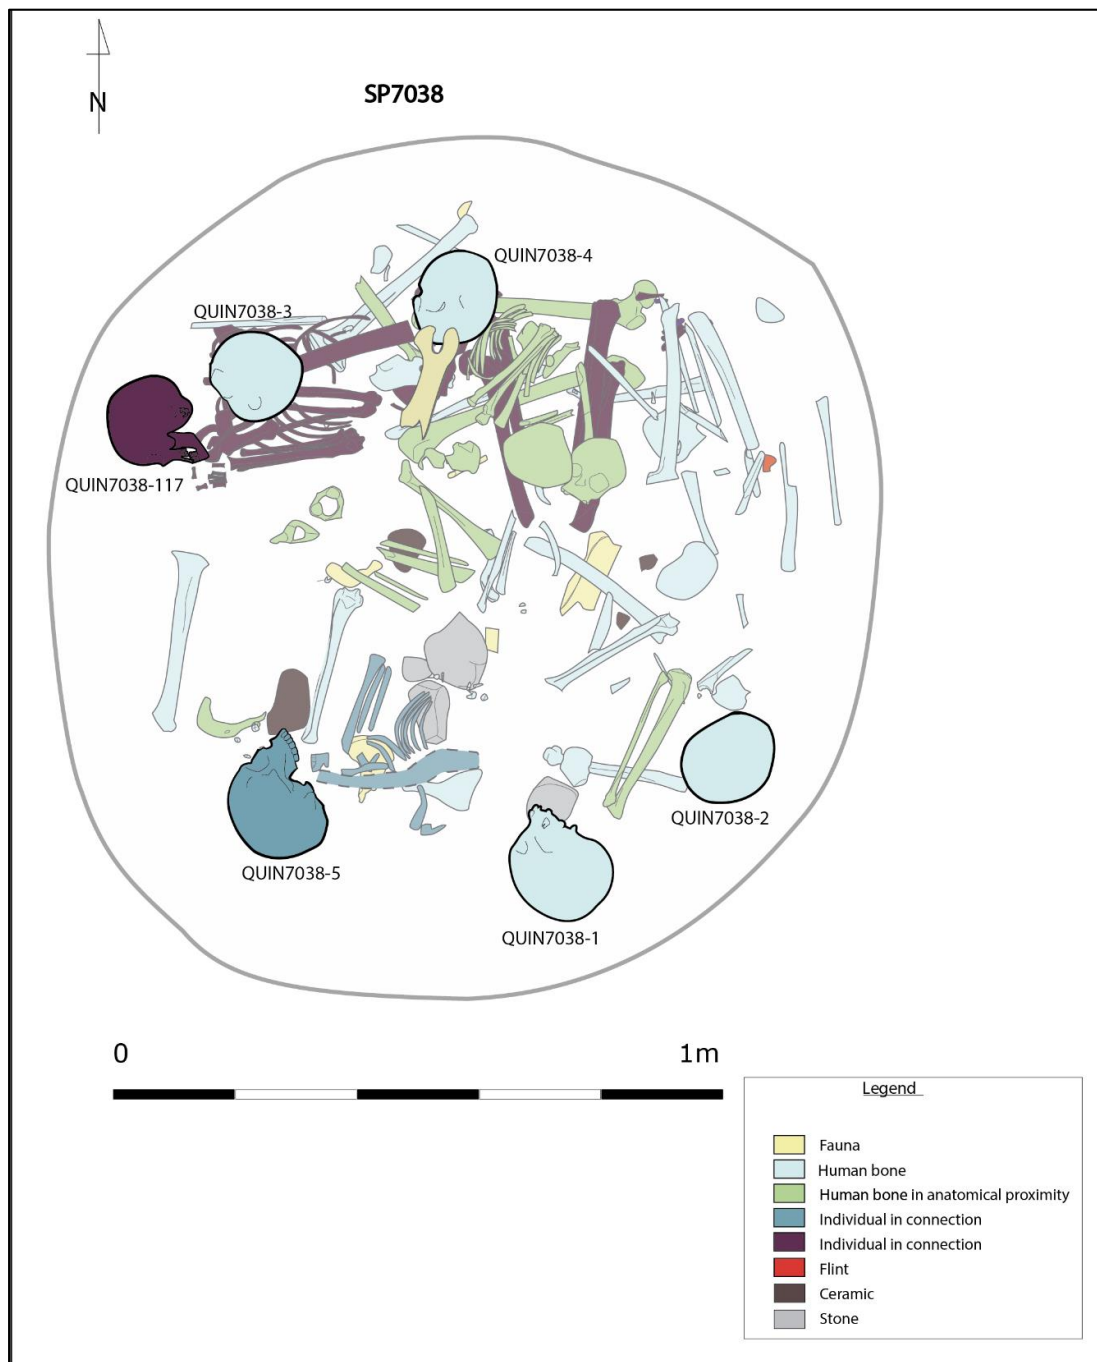 N
SP7038
QUIN7038-4
QUIN7038-3
QUIN7038-117
QUIN7038-2
QUIN7038-5
QUIN7038-1
0
1m
Legend
Fauna
Human bone
Human bone in anatomical proximity
Individual in connection
Individual in connection
Flint
Ceramic
Stone